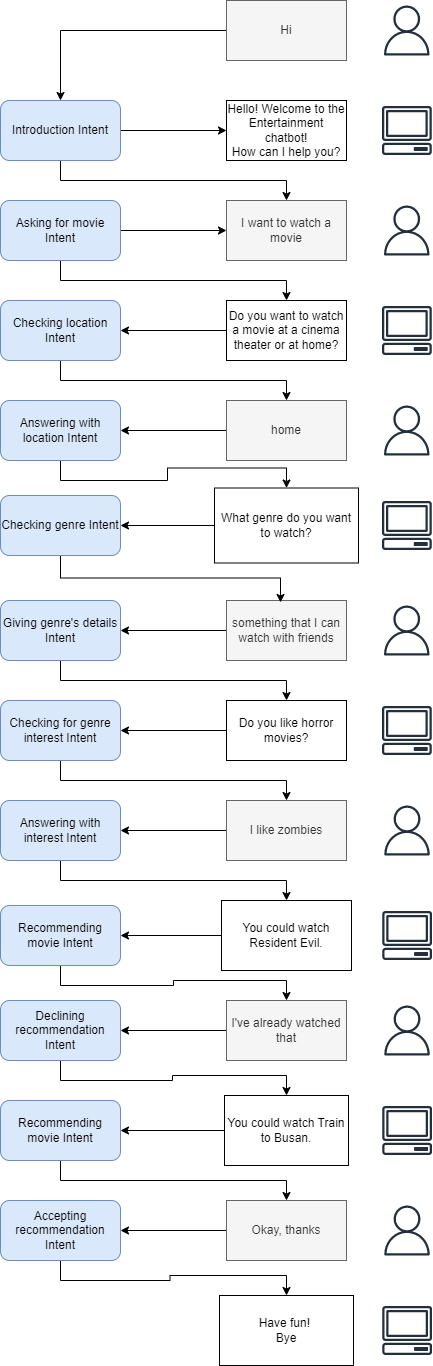 Hi
Introduction Intent
Hello! Welcome to the
Entertainment
chatbot!
How can I help you?
Asking for movie
Intent
I want to watch a
movie
Checking location
Intent
Do you want to watch
a movie at a cinema
theater or at home?
Answering with
location Intent
home
Checking genre Intent
What genre do you want
to watch?
Giving genre's details
Intent
something that I can
watch with friends
Checking for genre
interest Intent
Do you like horror
movies?
Answering with
interest Intent
I like zombies
Recommending
movie Intent
You could watch
Resident Evil.
Declining
recommendation
Intent
I've already watched
that
Recommending
movie Intent
You could watch Train
to Busan.
Accepting
recommendation
Intent
Okay, thanks
Have fun!
Bye